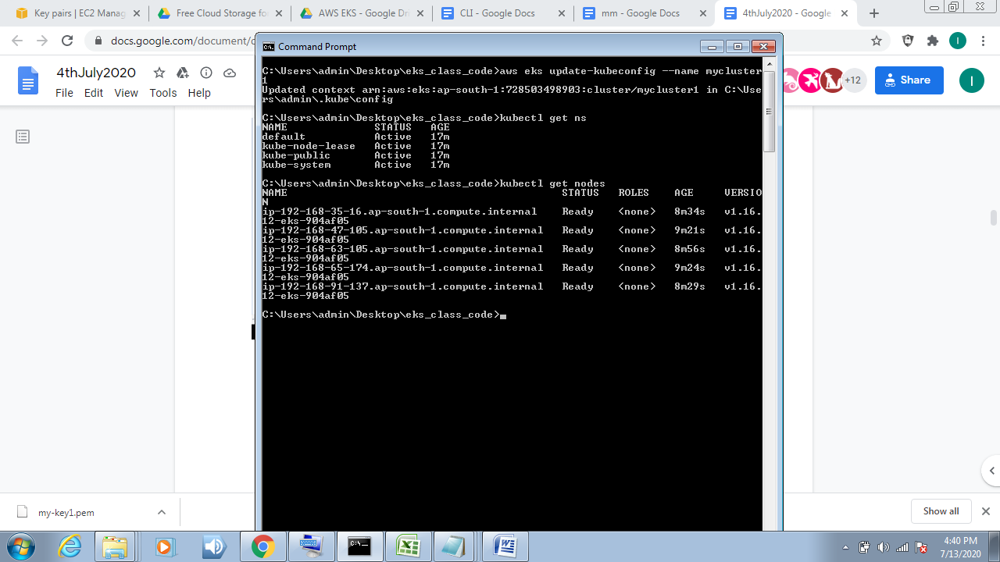 Key pairs | EC2 Manag
Free Cloud Storage fo
AWS EKS - Google Dri
CLI - Google Docs
mm - Google Docs
4thJuly2020 - Google
docs.google.com/document/
I
4thJuly2020
File Edit View Tools Help
+12
Share
I
Command Prompt
C:\Users\admin\Desktop\eks_class_code>aws eks update-kubeconfig --name mycluster
1
Updated context arn:aws:eks:ap-south-1:728503498903:cluster/mycluster1 in C:\Use
rs\admin\.kube\config
C:\Users\admin\Desktop\eks_class_code>kubectl get ns
NAME STATUS AGE
default Active 17m
kube-node-lease Active 17m
kube-public Active 17m
kube-system Active 17m
C:\Users\admin\Desktop\eks_class_code>kubectl get nodes
NAME STATUS ROLES AGE VERSIO
N
ip-192-168-35-16.ap-south-1.compute.internal Ready <none> 8m34s v1.16.
12-eks-904af05
ip-192-168-47-105.ap-south-1.compute.internal Ready <none> 9m21s v1.16.
12-eks-904af05
ip-192-168-63-105.ap-south-1.compute.internal Ready <none> 8m56s v1.16.
12-eks-904af05
ip-192-168-65-174.ap-south-1.compute.internal Ready <none> 9m24s v1.16.
12-eks-904af05
ip-192-168-91-137.ap-south-1.compute.internal Ready <none> 8m29s v1.16.
12-eks-904af05
C:\Users\admin\Desktop\eks_class_code>
my-key1.pem
Show all
4:40 PM
7/13/2020